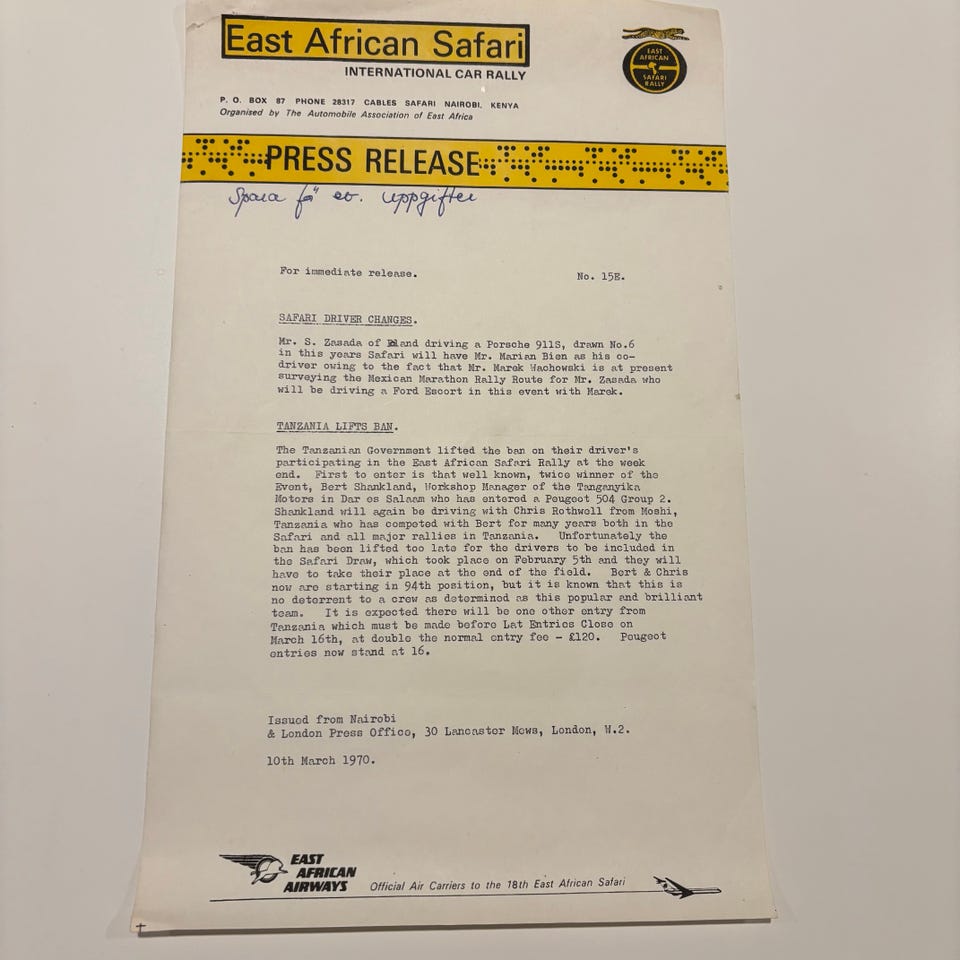 East African Safari
INTERNATIONAL CAR RALLY
EAST
AFRICAN
SAFARI
RALLY
P. O. BOX 87 PHONE 28317 CABLES SAFARI NAIROBI, KENYA
Organised by The Automobile Association of East Africa
PRESS RELEASE
Spara för ev. uppgifter
For immediate release. No. 15E.
SAFARI DRIVER CHANGES.
Mr. S. Zasada of Poland driving a Porsche 911S, drawn No.6
in this years Safari will have Mr. Marian Bien as his co-
driver owing to the fact that Mr. Marek Wachowski is at present
surveying the Mexican Marathon Rally Route for Mr. Zasada who
will be driving a Ford Escort in this event with Marek.
TANZANIA LIFTS BAN.
The Tanzanian Government lifted the ban on their driver's
participating in the East African Safari Rally at the week
end. First to enter is that well known, twice winner of the
Event, Bert Shankland, Workshop Manager of the Tanganyika
Motors in Dar es Salaam who has entered a Peugeot 504 Group 2.
Shankland will again be driving with Chris Rothwell from Moshi,
Tanzania who has competed with Bert for many years both in the
Safari and all major rallies in Tanzania. Unfortunately the
ban has been lifted too late for the drivers to be included in
the Safari Draw, which took place on February 5th and they will
have to take their place at the end of the field. Bert & Chris
now are starting in 94th position, but it is known that this is
no deterrent to a crew as determined as this popular and brilliant
team. It is expected there will be one other entry from
Tanzania which must be made before Lat Entries Close on
March 16th, at double the normal entry fee - £120. Peugeot
entries now stand at 16.
Issued from Nairobi
& London Press Office, 30 Lancaster Mews, London, W.2.
10th March 1970.
EAST
AFRICAN
AIRWAYS
Official Air Carriers to the 18th East African Safari